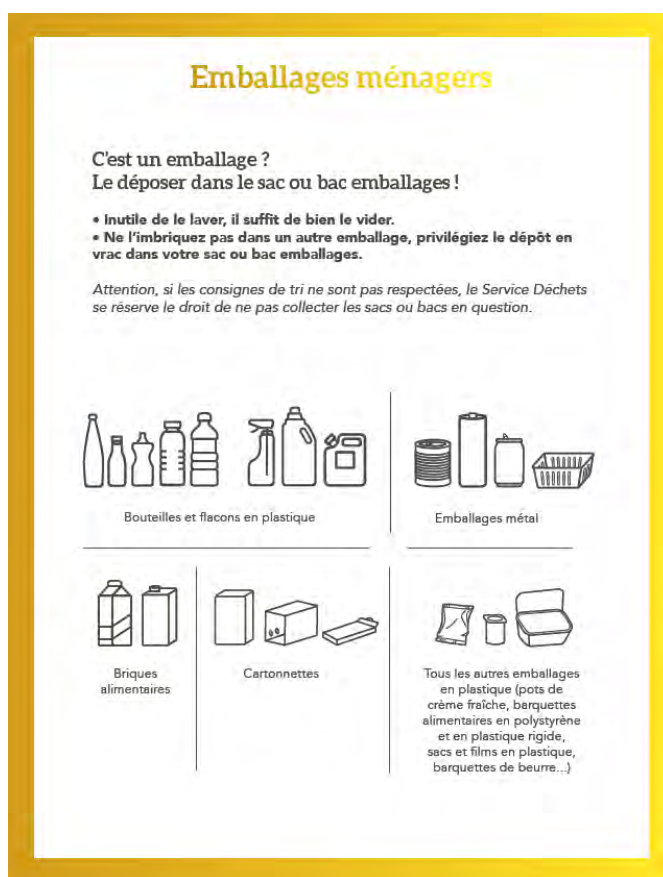 Emballages ménagers
C'est un emballage ?
Le déposer dans le sac ou bac emballages !
• Inutile de le laver, il suffit de bien le vider.
• Ne l'imbriquez pas dans un autre emballage, privilégiez le dépôt en
vrac dans votre sac ou bac emballages.
Attention, si les consignes de tri ne sont pas respectées, le Service Déchets
se réserve le droit de ne pas collecter les sacs ou bacs en question.
Bouteilles et flacons en plastique
Emballages métal
Briques
alimentaires
Cartonnettes
Tous les autres emballages
en plastique (pots de
crème fraîche, barquettes
alimentaires en polystyrène
et en plastique rigide,
sacs et films en plastique,
barquettes de beurre...)